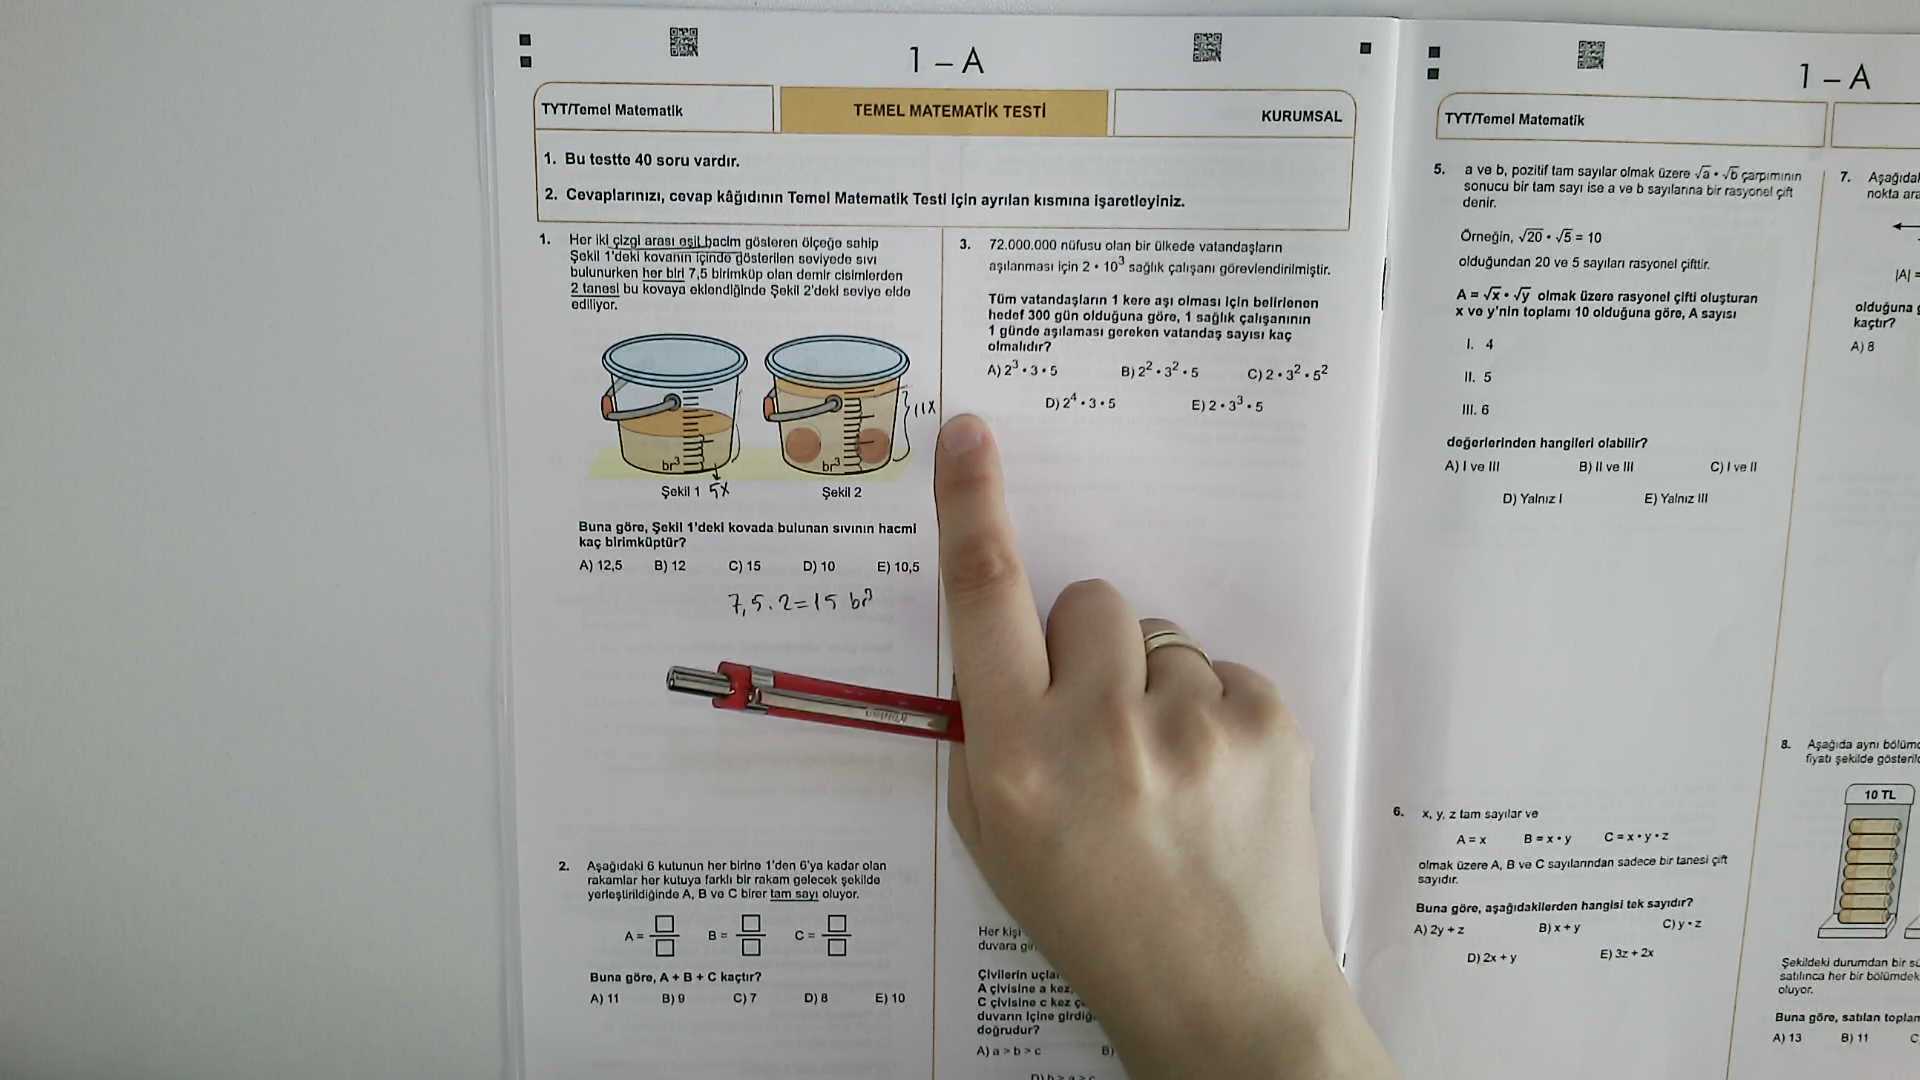 1 – A
TYT/Temel Matematik
TEMEL MATEMATİK TESTİ
KURUMSAL
1. Bu testte 40 soru vardır.
2. Cevaplarınızı, cevap kâğıdının Temel Matematik Testi için ayrılan kısmına işaretleyiniz.
1. Her iki çizgi arası eşit hacim gösteren ölçeğe sahip
Şekil 1'deki kovanın içinde gösterilen seviyede sıvı
bulunurken her biri 7,5 birimküp olan demir cisimlerden
2 tanesi bu kovaya eklendiğinde Şekil 2'deki seviye elde
ediliyor.
br³
br³
11x
Şekil 1
5x
Şekil 2
Buna göre, Şekil 1'deki kovada bulunan sıvının hacmi
kaç birimküptür?
A) 12,5 B) 12 C) 15 D) 10 E) 10,5
7,5.2=15 br³
2. Aşağıdaki 6 kutunun her birine 1'den 6'ya kadar olan
rakamlar her kutuya farklı bir rakam gelecek şekilde
yerleştirildiğinde A, B ve C birer tam sayı oluyor.
A = □/□ B = □/□ C = □/□
Buna göre, A + B + C kaçtır?
A) 11 B) 9 C) 7 D) 8 E) 10
3. 72.000.000 nüfusu olan bir ülkede vatandaşların
aşılanması için 2 • 10³ sağlık çalışanı görevlendirilmiştir.
Tüm vatandaşların 1 kere aşı olması için belirlenen
hedef 300 gün olduğuna göre, 1 sağlık çalışanının
1 günde aşılaması gereken vatandaş sayısı kaç
olmalıdır?
A) 2³ • 3 • 5 B) 2² • 3² • 5 C) 2 • 3² • 5²
D) 2⁴ • 3 • 5 E) 2 • 3³ • 5
Her kişi
duvara
Çivilerin
A çivisine a kez,
C çivisine c kez
duvarın içine
doğrudur?
A) a > b > c B)
D) b > a > c
1 – A
TYT/Temel Matematik
5. a ve b, pozitif tam sayılar olmak üzere √a • √b çarpımının
sonucu bir tam sayı ise a ve b sayılarına bir rasyonel çift
denir.
Örneğin, √20 • √5 = 10
olduğundan 20 ve 5 sayıları rasyonel çifttir.
A = √x • √y olmak üzere rasyonel çifti oluşturan
x ve y'nin toplamı 10 olduğuna göre, A sayısı
I. 4
II. 5
III. 6
değerlerinden hangileri olabilir?
A) I ve III B) II ve III C) I ve II
D) Yalnız I E) Yalnız III
6. x, y, z tam sayılar ve
A = x B = x • y C = x • y • z
olmak üzere A, B ve C sayılarından sadece bir tanesi çift
sayıdır.
Buna göre, aşağıdakilerden hangisi tek sayıdır?
A) 2y + z B) x + y C) y • z
D) 2x + y E) 3z + 2x
7.
nokta
|A| =
olduğuna
kaçtır?
A) 8
8. Aşağıda aynı
fiyatı şekilde
10 TL
Şekildeki durumdan bir
satılınca her bir
oluyor.
Buna göre, satılan
A) 13 B) 11 C